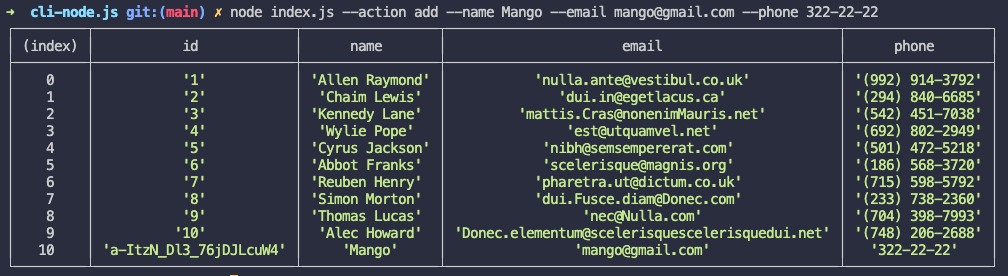 → cli-node.js git:(main) ✗ node index.js --action add --name Mango --email mango@gmail.com --phone 322-22-22
(index) id name email phone
0 '1' 'Allen Raymond' 'nulla.ante@vestibul.co.uk' '(992) 914-3792'
1 '2' 'Chaim Lewis' 'dui.in@egetlacus.ca' '(294) 840-6685'
2 '3' 'Kennedy Lane' 'mattis.Cras@nonenimMauris.net' '(542) 451-7038'
3 '4' 'Wylie Pope' 'est@utquamvel.net' '(692) 802-2949'
4 '5' 'Cyrus Jackson' 'nibh@semsempererat.com' '(501) 472-5218'
5 '6' 'Abbot Franks' 'scelerisque@magnis.org' '(186) 568-3720'
6 '7' 'Reuben Henry' 'pharetra.ut@dictum.co.uk' '(715) 598-5792'
7 '8' 'Simon Morton' 'dui.Fusce.diam@Donec.com' '(233) 738-2360'
8 '9' 'Thomas Lucas' 'nec@Nulla.com' '(704) 398-7993'
9 '10' 'Alec Howard' 'Donec.elementum@scelerisquescelerisquedui.net' '(748) 206-2688'
10 'a-ItzN_Dl3_76jDJLcuW4' 'Mango' 'mango@gmail.com' '322-22-22'